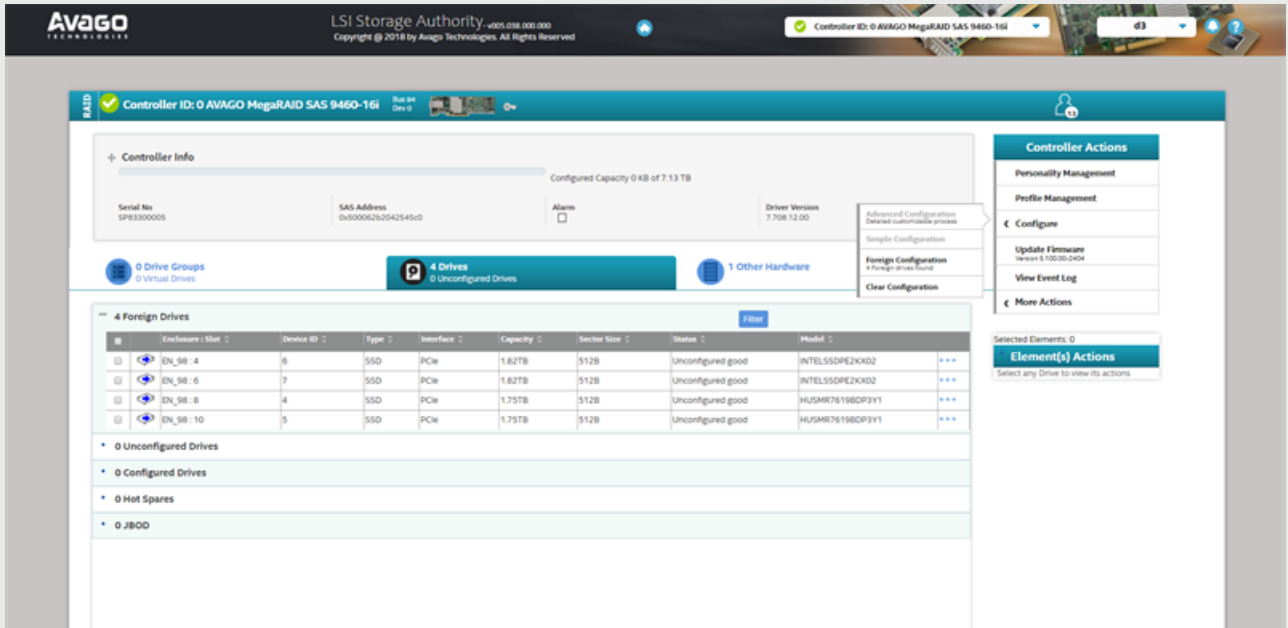 AVAGO
TECHNOLOGIES
LSI Storage Authority v005.038.000.000
Copyright @ 2018 by Avago Technologies. All Rights Reserved
Controller ID: 0 AVAGO MegaRAID SAS 9460-16i
d3
?
RAID
Controller ID: 0 AVAGO MegaRAID SAS 9460-16i
Bus 94
Dev 0
13
+ Controller Info
Configured Capacity 0 KB of 7.13 TB
Serial No
SP83300005
SAS Address
0x500062b2042545c0
Alarm
Driver Version
7.708.12.00
Advanced Configuration
Detailed customizable process
Simple Configuration
Foreign Configuration
4 Foreign drives found
Clear Configuration
Controller Actions
Personality Management
Profile Management
Configure
Update Firmware
Version 5.100.00-2404
View Event Log
More Actions
0 Drive Groups
0 Virtual Drives
4 Drives
0 Unconfigured Drives
1 Other Hardware
4 Foreign Drives
Filter
Enclosure : Slot Device ID Type Interface Capacity Sector Size Status Model
EN_98 : 4 6 SSD PCIe 1.82TB 512B Unconfigured good INTELSSDPE2KX02
EN_98 : 6 7 SSD PCIe 1.82TB 512B Unconfigured good INTELSSDPE2KX02
EN_98 : 8 4 SSD PCIe 1.75TB 512B Unconfigured good HUSMR7619BDP3Y1
EN_98 : 10 5 SSD PCIe 1.75TB 512B Unconfigured good HUSMR7619BDP3Y1
0 Unconfigured Drives
0 Configured Drives
0 Hot Spares
0 JBOD
Selected Elements: 0
Element(s) Actions
Select any Drive to view its actions